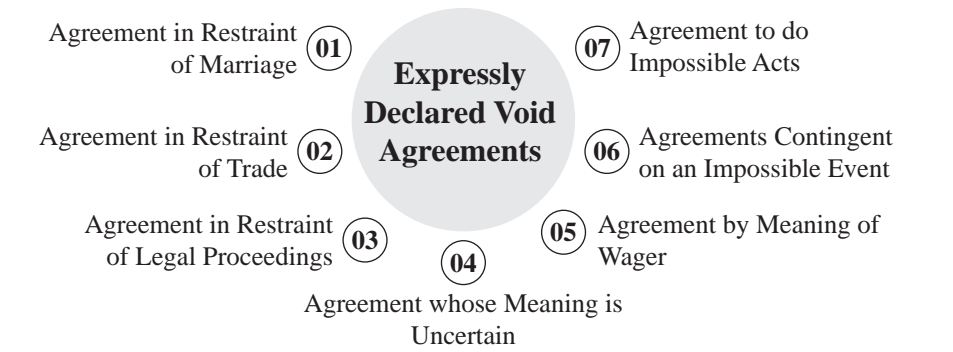 Expressly
Declared Void
Agreements
Agreement in Restraint
of Marriage
01
Agreement in Restraint
of Trade
02
Agreement in Restraint
of Legal Proceedings
03
04
Agreement whose Meaning is
Uncertain
05
Agreement by Meaning of
Wager
06
Agreements Contingent
on an Impossible Event
07
Agreement to do
Impossible Acts